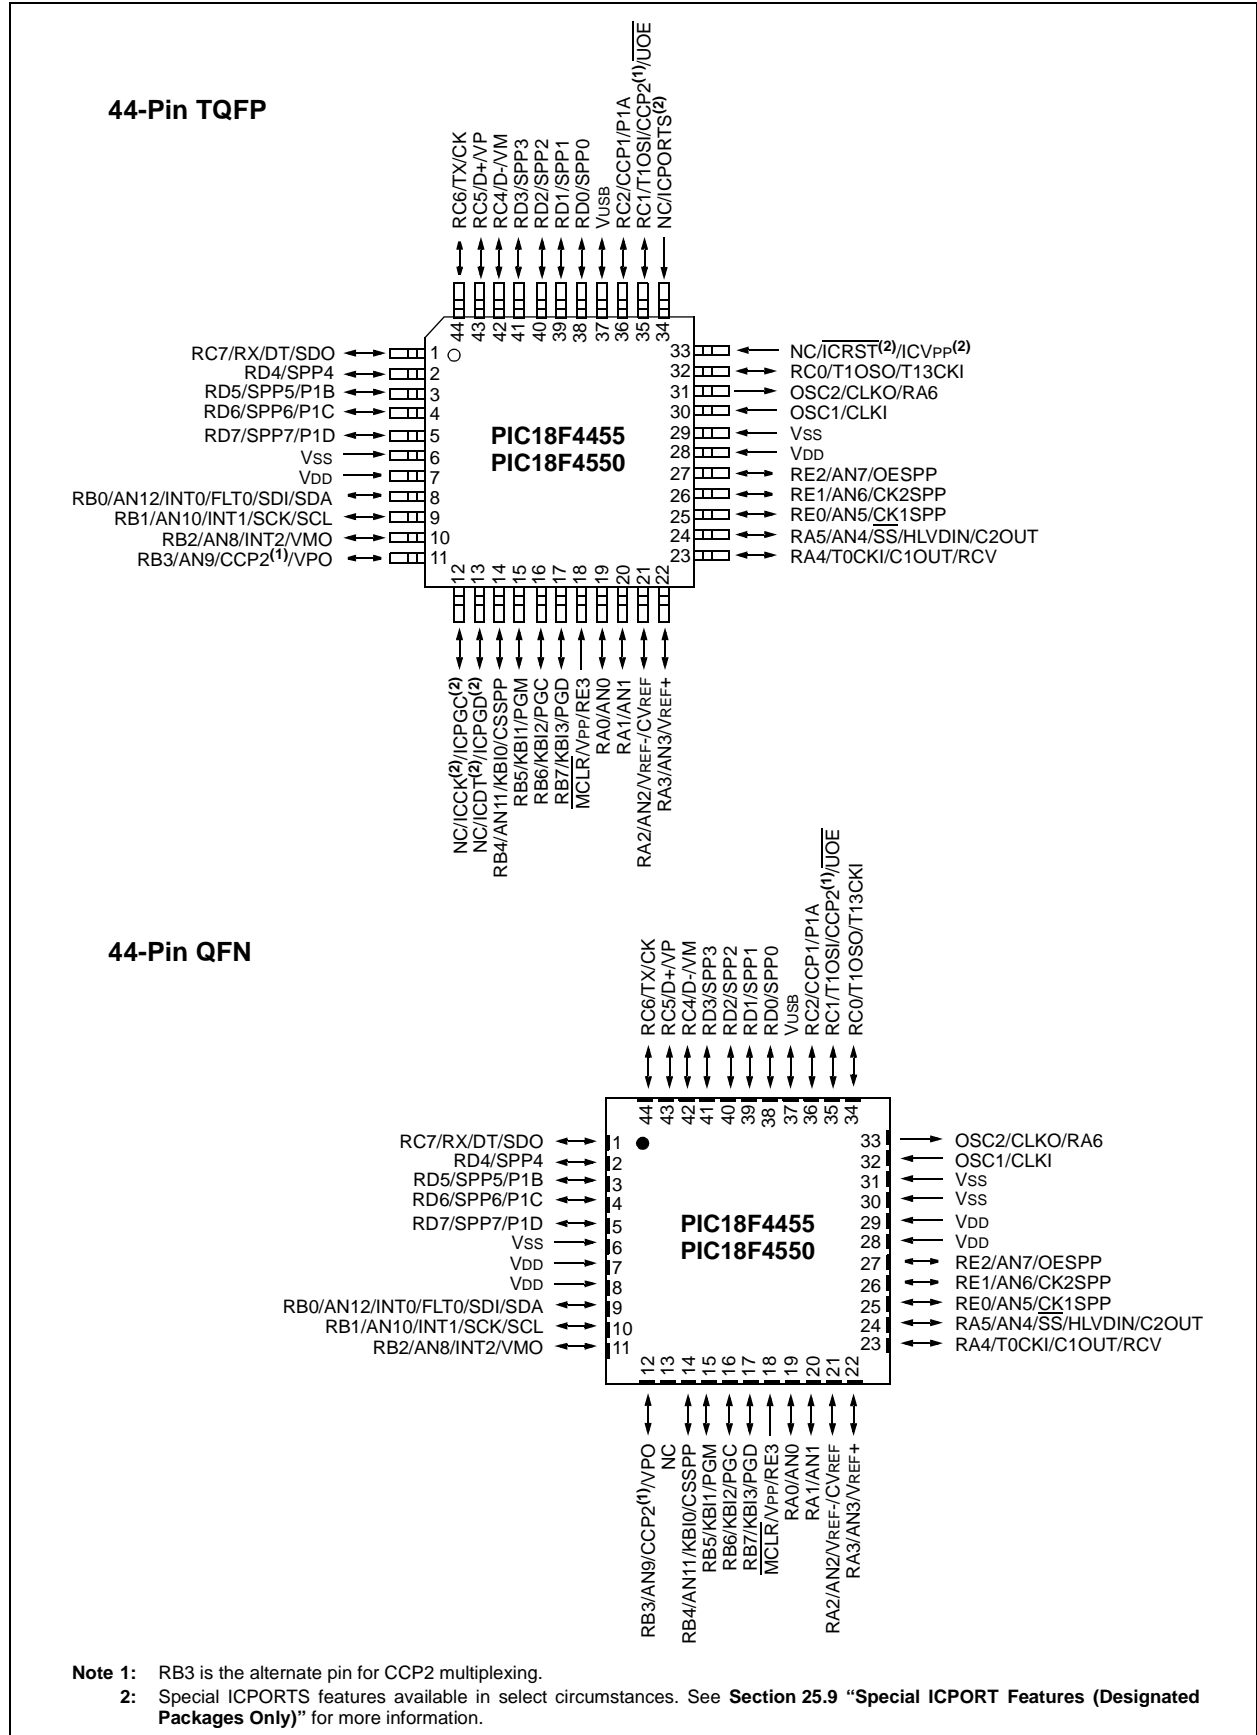 44-Pin TQFP
RC6/TX/CK
RC5/D+/VP
RC4/D-/VM
RD3/SPP3
RD2/SPP2
RD1/SPP1
RD0/SPP0
VUSB
RC2/CCP1/P1A
RC1/T1OSI/CCP2(1)/UOE
NC/ICPORTS(2)
44
43
42
41
40
39
38
37
36
35
34
RC7/RX/DT/SDO 1
RD4/SPP4 2
RD5/SPP5/P1B 3
RD6/SPP6/P1C 4
RD7/SPP7/P1D 5
VSS 6
VDD 7
RB0/AN12/INT0/FLT0/SDI/SDA 8
RB1/AN10/INT1/SCK/SCL 9
RB2/AN8/INT2/VMO 10
RB3/AN9/CCP2(1)/VPO 11
PIC18F4455
PIC18F4550
33 NC/ICRST(2)/ICVPP(2)
32 RC0/T1OSO/T13CKI
31 OSC2/CLKO/RA6
30 OSC1/CLKI
29 VSS
28 VDD
27 RE2/AN7/OESPP
26 RE1/AN6/CK2SPP
25 RE0/AN5/CK1SPP
24 RA5/AN4/SS/HLVDIN/C2OUT
23 RA4/T0CKI/C1OUT/RCV
12
13
14
15
16
17
18
19
20
21
22
NC/ICCK(2)/ICPGC(2)
NC/ICDT(2)/ICPGD(2)
RB4/AN11/KBI0/CSSPP
RB5/KBI1/PGM
RB6/KBI2/PGC
RB7/KBI3/PGD
MCLR/VPP/RE3
RA0/AN0
RA1/AN1
RA2/AN2/VREF-/CVREF
RA3/AN3/VREF+
44-Pin QFN
RC6/TX/CK
RC5/D+/VP
RC4/D-/VM
RD3/SPP3
RD2/SPP2
RD1/SPP1
RD0/SPP0
VUSB
RC2/CCP1/P1A
RC1/T1OSI/CCP2(1)/UOE
RC0/T1OSO/T13CKI
44
43
42
41
40
39
38
37
36
35
34
RC7/RX/DT/SDO 1
RD4/SPP4 2
RD5/SPP5/P1B 3
RD6/SPP6/P1C 4
RD7/SPP7/P1D 5
VSS 6
VDD 7
VDD 8
RB0/AN12/INT0/FLT0/SDI/SDA 9
RB1/AN10/INT1/SCK/SCL 10
RB2/AN8/INT2/VMO 11
PIC18F4455
PIC18F4550
33 OSC2/CLKO/RA6
32 OSC1/CLKI
31 VSS
30 VSS
29 VDD
28 VDD
27 RE2/AN7/OESPP
26 RE1/AN6/CK2SPP
25 RE0/AN5/CK1SPP
24 RA5/AN4/SS/HLVDIN/C2OUT
23 RA4/T0CKI/C1OUT/RCV
12
13
14
15
16
17
18
19
20
21
22
RB3/AN9/CCP2(1)/VPO
NC
RB4/AN11/KBI0/CSSPP
RB5/KBI1/PGM
RB6/KBI2/PGC
RB7/KBI3/PGD
MCLR/VPP/RE3
RA0/AN0
RA1/AN1
RA2/AN2/VREF-/CVREF
RA3/AN3/VREF+
Note 1: RB3 is the alternate pin for CCP2 multiplexing.
2: Special ICPORTS features available in select circumstances. See Section 25.9 “Special ICPORT Features (Designated
Packages Only)” for more information.